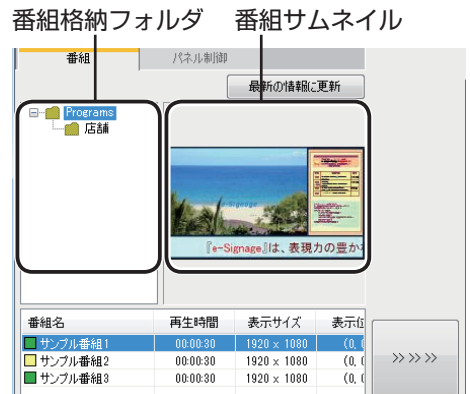 番組格納フォルダ 番組サムネイル
番組 パネル制御
最新の情報に更新
Programs
店舗
e-Signage
『e-Signage』は、表現力の豊か
番組名 再生時間 表示サイズ 表示位
サンプル番組1 00:00:30 1920 × 1080 (0, 0
サンプル番組2 00:00:30 1920 × 1080 (0, 0
サンプル番組3 00:00:30 1920 × 1080 (0, 0
>> >> >>